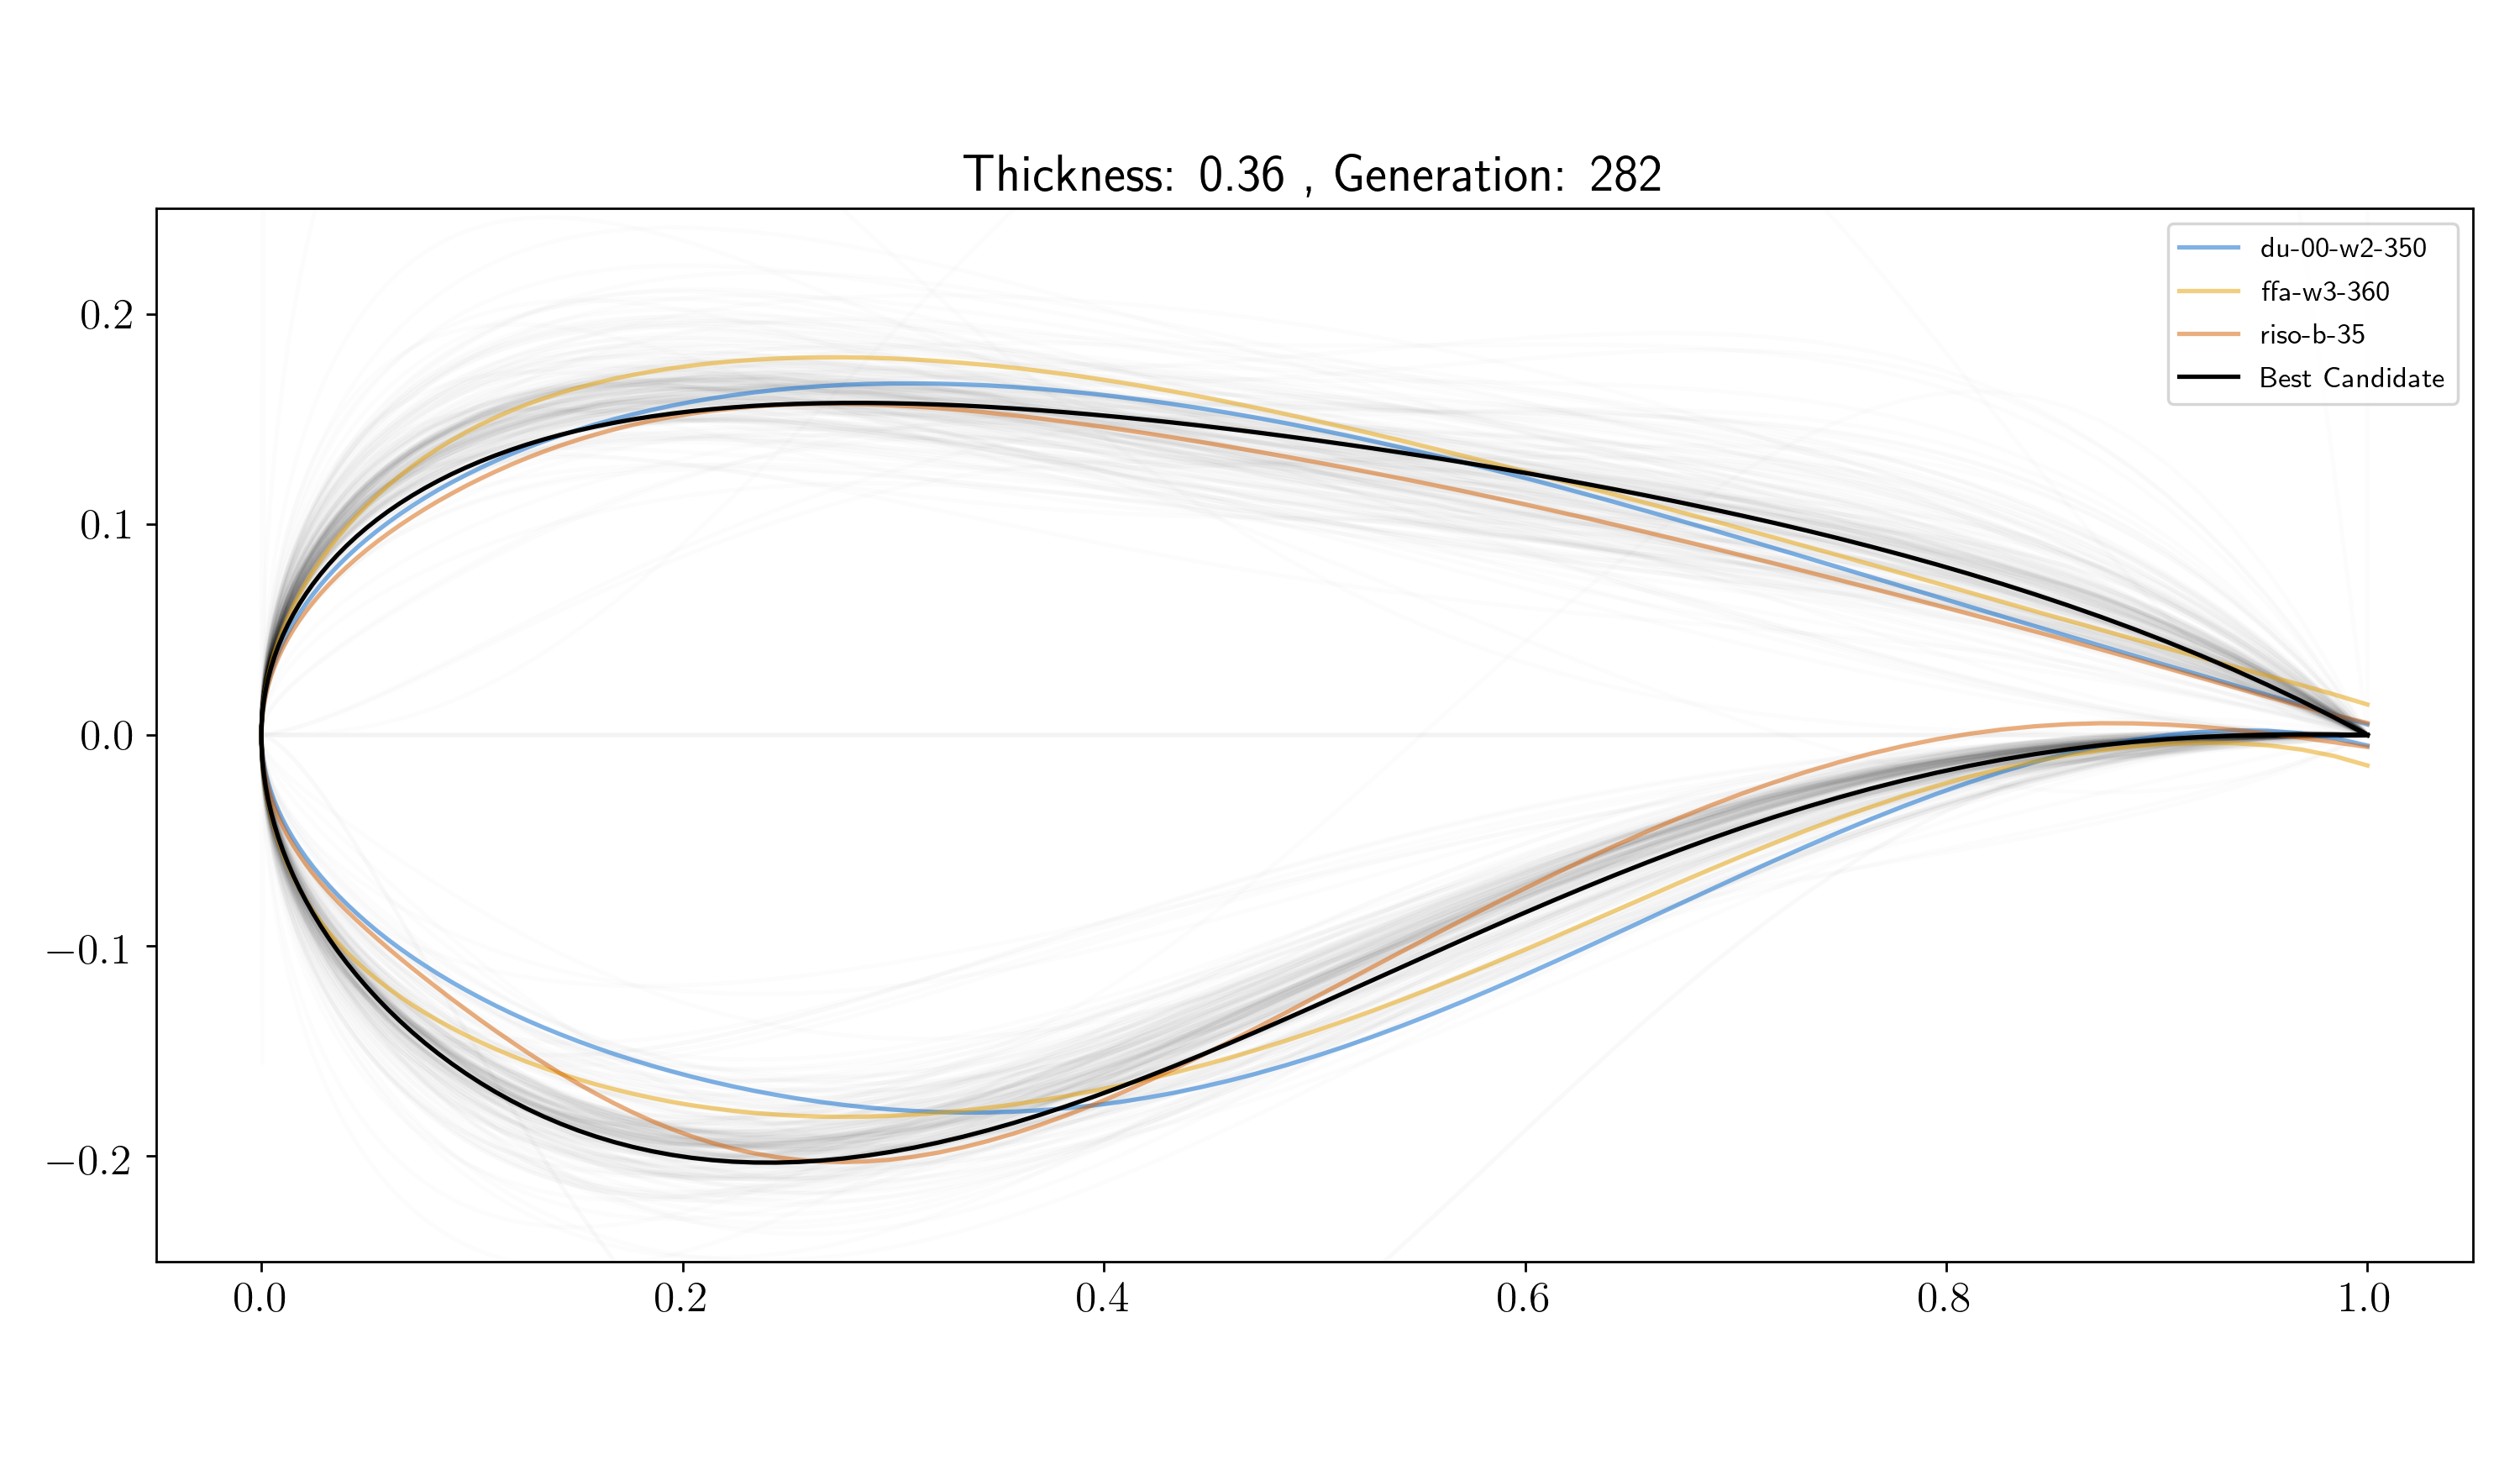 Thickness: 0.36 , Generation: 282
du-00-w2-350
ffa-w3-360
riso-b-35
Best Candidate
0.2
0.1
0.0
−0.1
−0.2
0.0 0.2 0.4 0.6 0.8 1.0